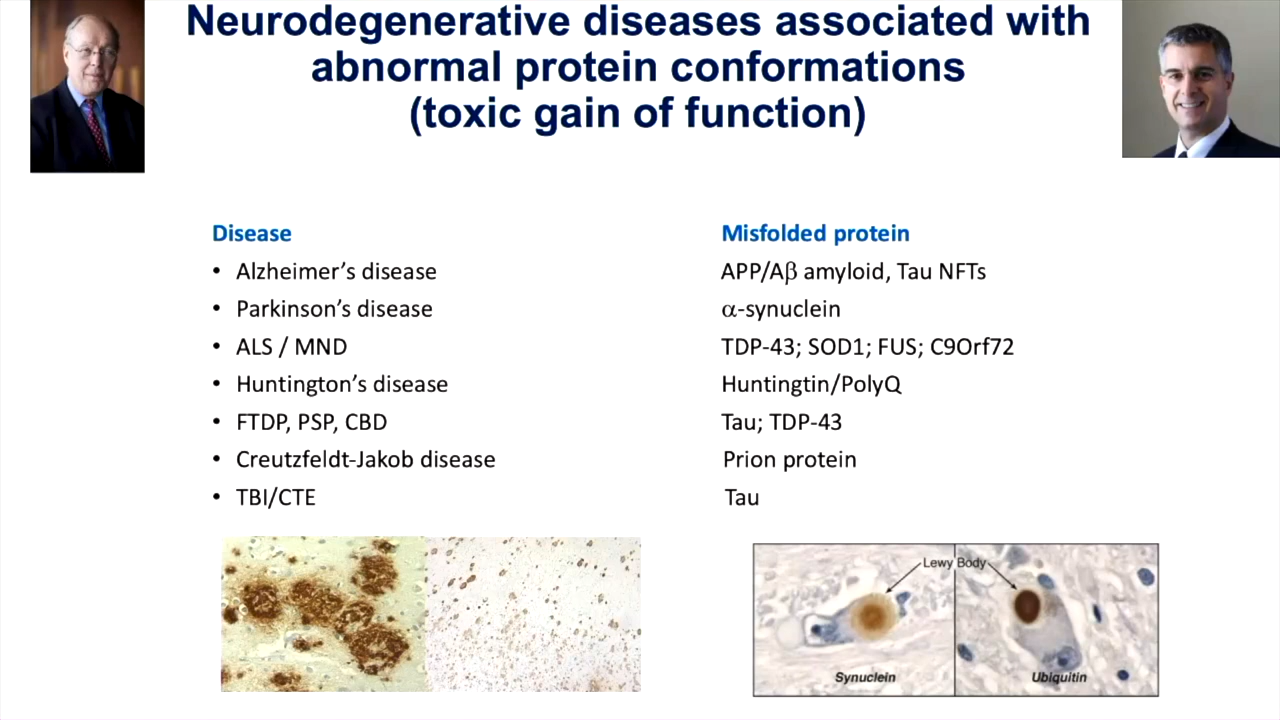 Neurodegenerative diseases associated with
abnormal protein conformations
(toxic gain of function)
Disease Misfolded protein
• Alzheimer’s disease APP/Aβ amyloid, Tau NFTs
• Parkinson’s disease α-synuclein
• ALS / MND TDP-43; SOD1; FUS; C9Orf72
• Huntington’s disease Huntingtin/PolyQ
• FTDP, PSP, CBD Tau; TDP-43
• Creutzfeldt-Jakob disease Prion protein
• TBI/CTE Tau
Lewy Body
Synuclein Ubiquitin